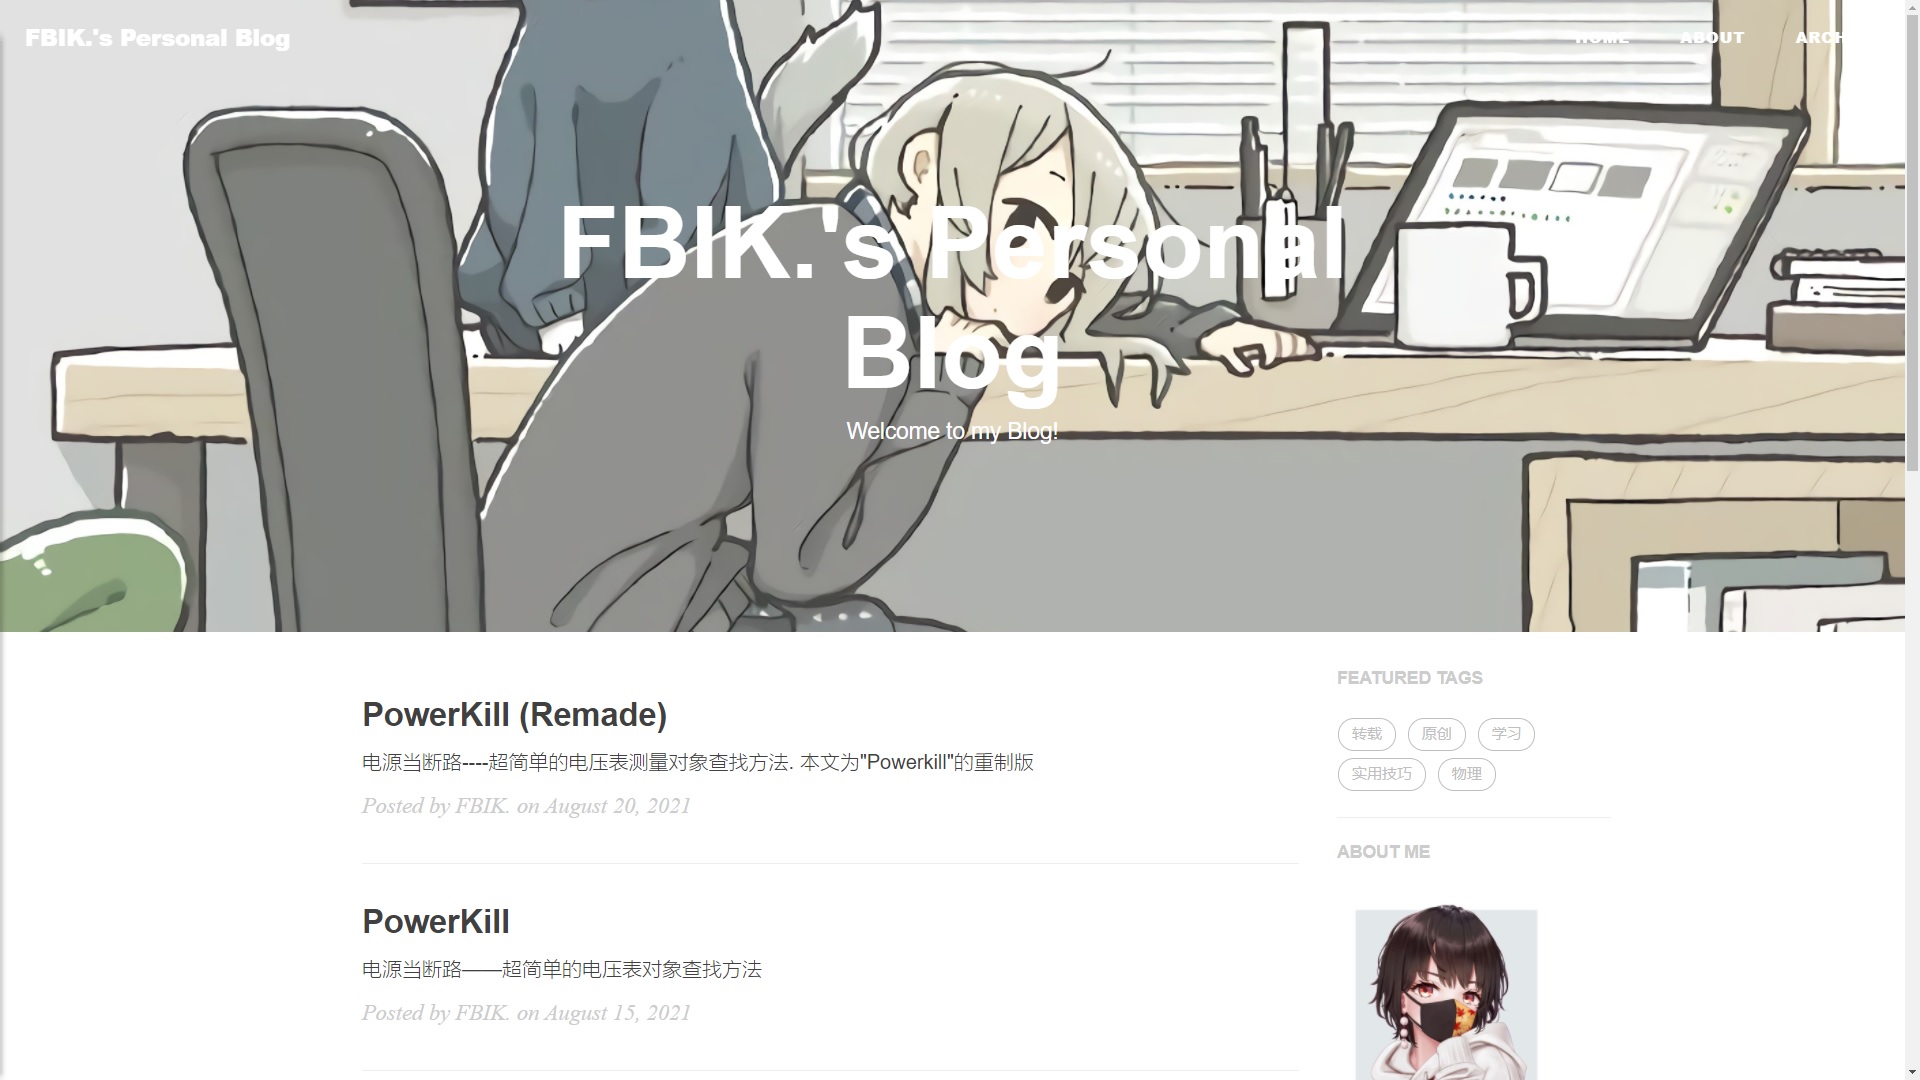 FBIK.'s Personal Blog
HOME
ABOUT
FBIK.'s Personal
Blog
Welcome to my Blog!
PowerKill (Remade)
电源当断路----超简单的电压表测量对象查找方法. 本文为"Powerkill"的重制版
Posted by FBIK. on August 20, 2021
PowerKill
电源当断路——超简单的电压表对象查找方法
Posted by FBIK. on August 15, 2021
FEATURED TAGS
转载 原创 学习
实用技巧 物理
ABOUT ME